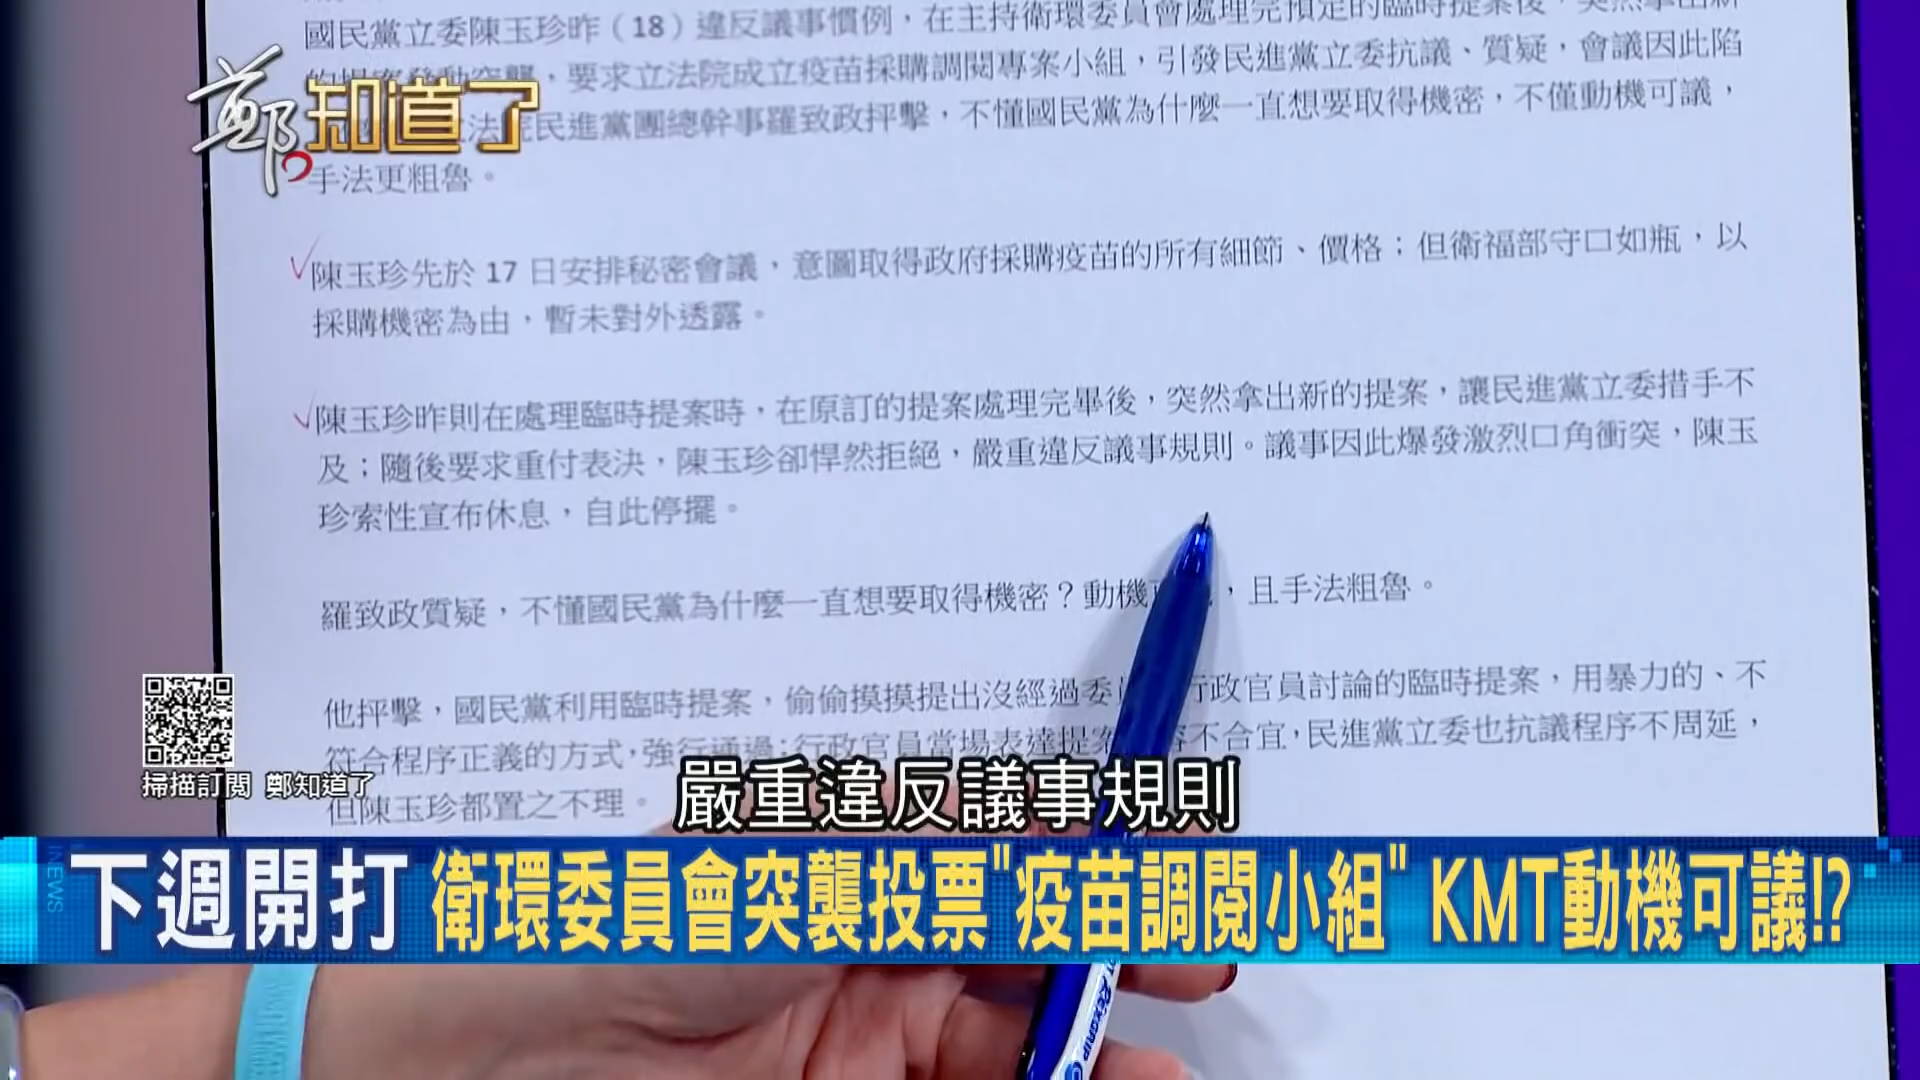 國民黨立委陳玉珍昨（18）違反議事慣例，在主持衛環委員會處理完預定的臨時提案後，突然拿出新
的提案發動突襲，要求立法院成立疫苗採購調閱專案小組，引發民進黨立委抗議、質疑，會議因此陷
法院民進黨團總幹事羅致政抨擊，不懂國民黨為什麼一直想要取得機密，不僅動機可議，
手法更粗魯。
鄭知道了
陳玉珍先於 17 日安排秘密會議，意圖取得政府採購疫苗的所有細節、價格；但衛福部守口如瓶，以
採購機密為由，暫未對外透露。
陳玉珍昨則在處理臨時提案時，在原訂的提案處理完畢後，突然拿出新的提案，讓民進黨立委措手不
及；隨後要求重付表決，陳玉珍卻悍然拒絕，嚴重違反議事規則。議事因此爆發激烈口角衝突，陳玉
珍索性宣布休息，自此停擺。
羅致政質疑，不懂國民黨為什麼一直想要取得機密？動機，且手法粗魯。
他抨擊，國民黨利用臨時提案，偷偷摸摸提出沒經過委行政官員討論的臨時提案，用暴力的、不
符合程序正義的方式，強行通過；行政官員當場表達提案容不合宜，民進黨立委也抗議程序不周延，
但陳玉珍都置之不理。
掃描訂閱 鄭知道了
嚴重違反議事規則
iNEWS
下週開打 衛環委員會突襲投票"疫苗調閱小組" KMT動機可議!?
REXGRIP